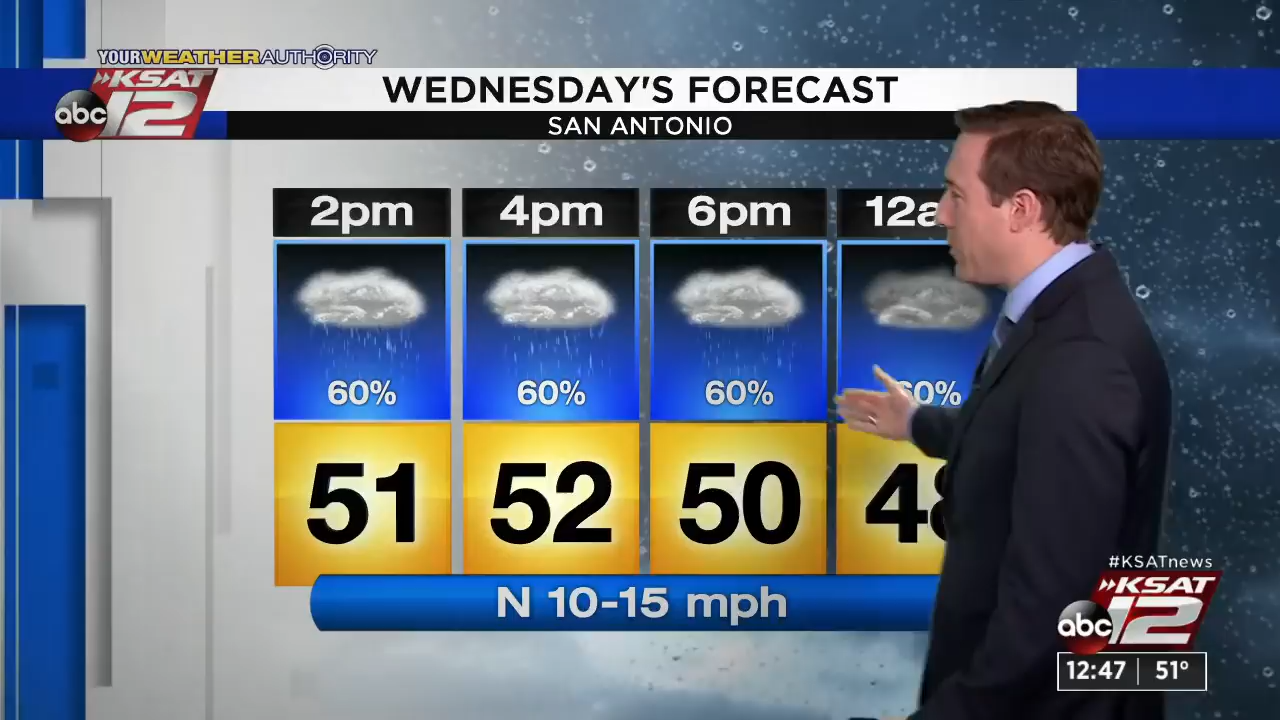 YOURWEATHERAUTHORITY
KSAT
abc 12
WEDNESDAY'S FORECAST
SAN ANTONIO
2pm 4pm 6pm
60% 60% 60%
51 52 50
N 10-15 mph
#KSATnews
KSAT
abc 12
12:47 51°